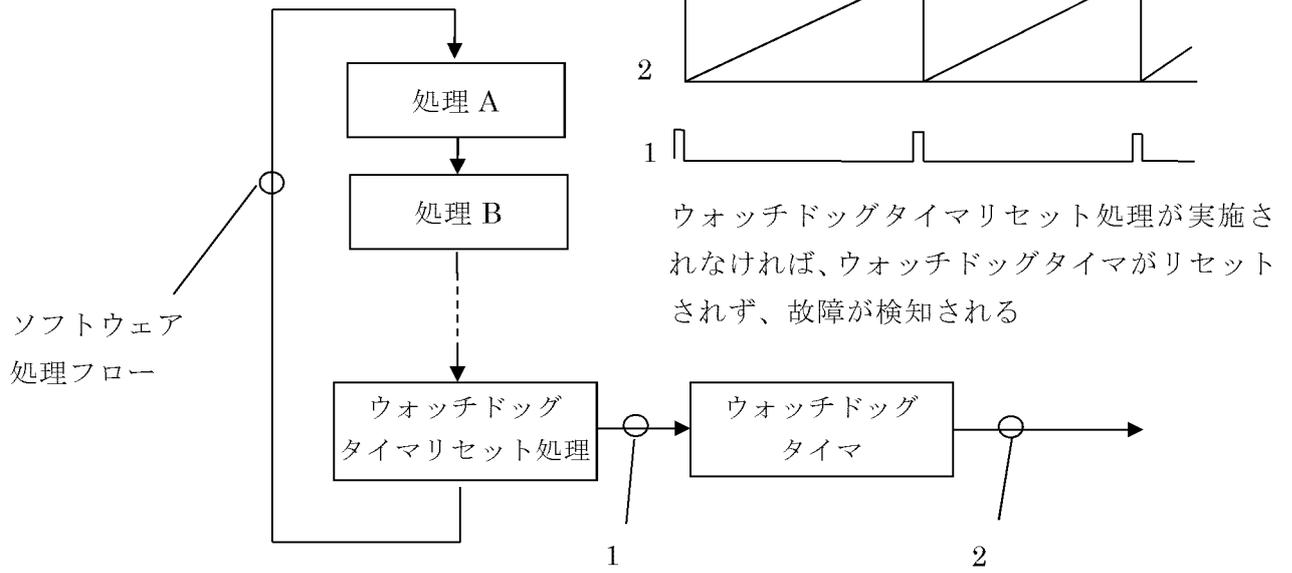 処理 A
処理 B
ソフトウェア
処理フロー
ウォッチドッグ
タイマリセット処理
1
ウォッチドッグ
タイマ
2
2
1
ウォッチドッグタイマリセット処理が実施さ
れなければ、ウォッチドッグタイマがリセット
されず、故障が検知される